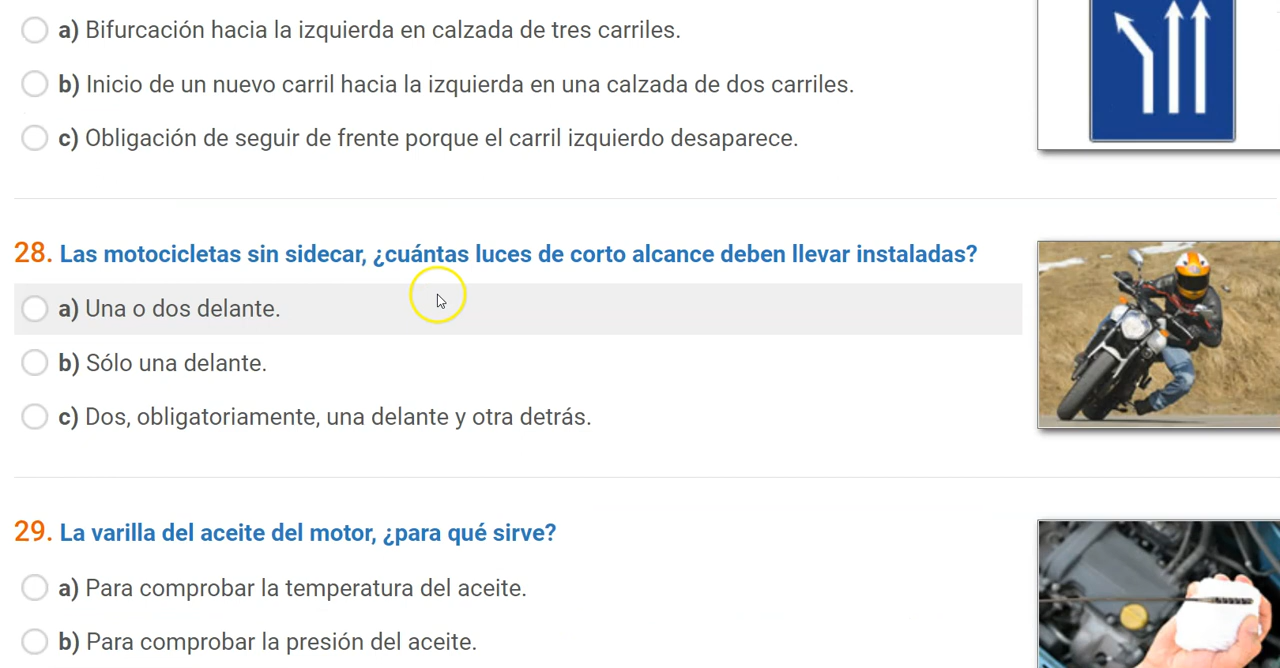 a) Bifurcación hacia la izquierda en calzada de tres carriles.
b) Inicio de un nuevo carril hacia la izquierda en una calzada de dos carriles.
c) Obligación de seguir de frente porque el carril izquierdo desaparece.
28. Las motocicletas sin sidecar, ¿cuántas luces de corto alcance deben llevar instaladas?
a) Una o dos delante.
b) Sólo una delante.
c) Dos, obligatoriamente, una delante y otra detrás.
29. La varilla del aceite del motor, ¿para qué sirve?
a) Para comprobar la temperatura del aceite.
b) Para comprobar la presión del aceite.